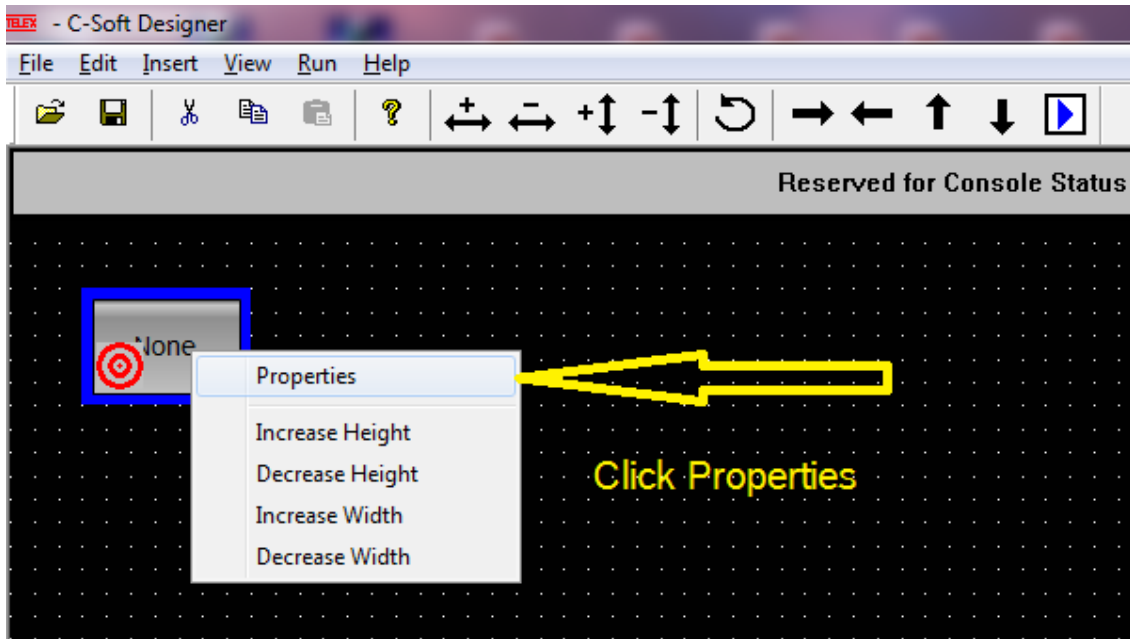 TELEX - C-Soft Designer
File Edit Insert View Run Help
Reserved for Console Status
None
Properties
Increase Height
Decrease Height
Increase Width
Decrease Width
Click Properties